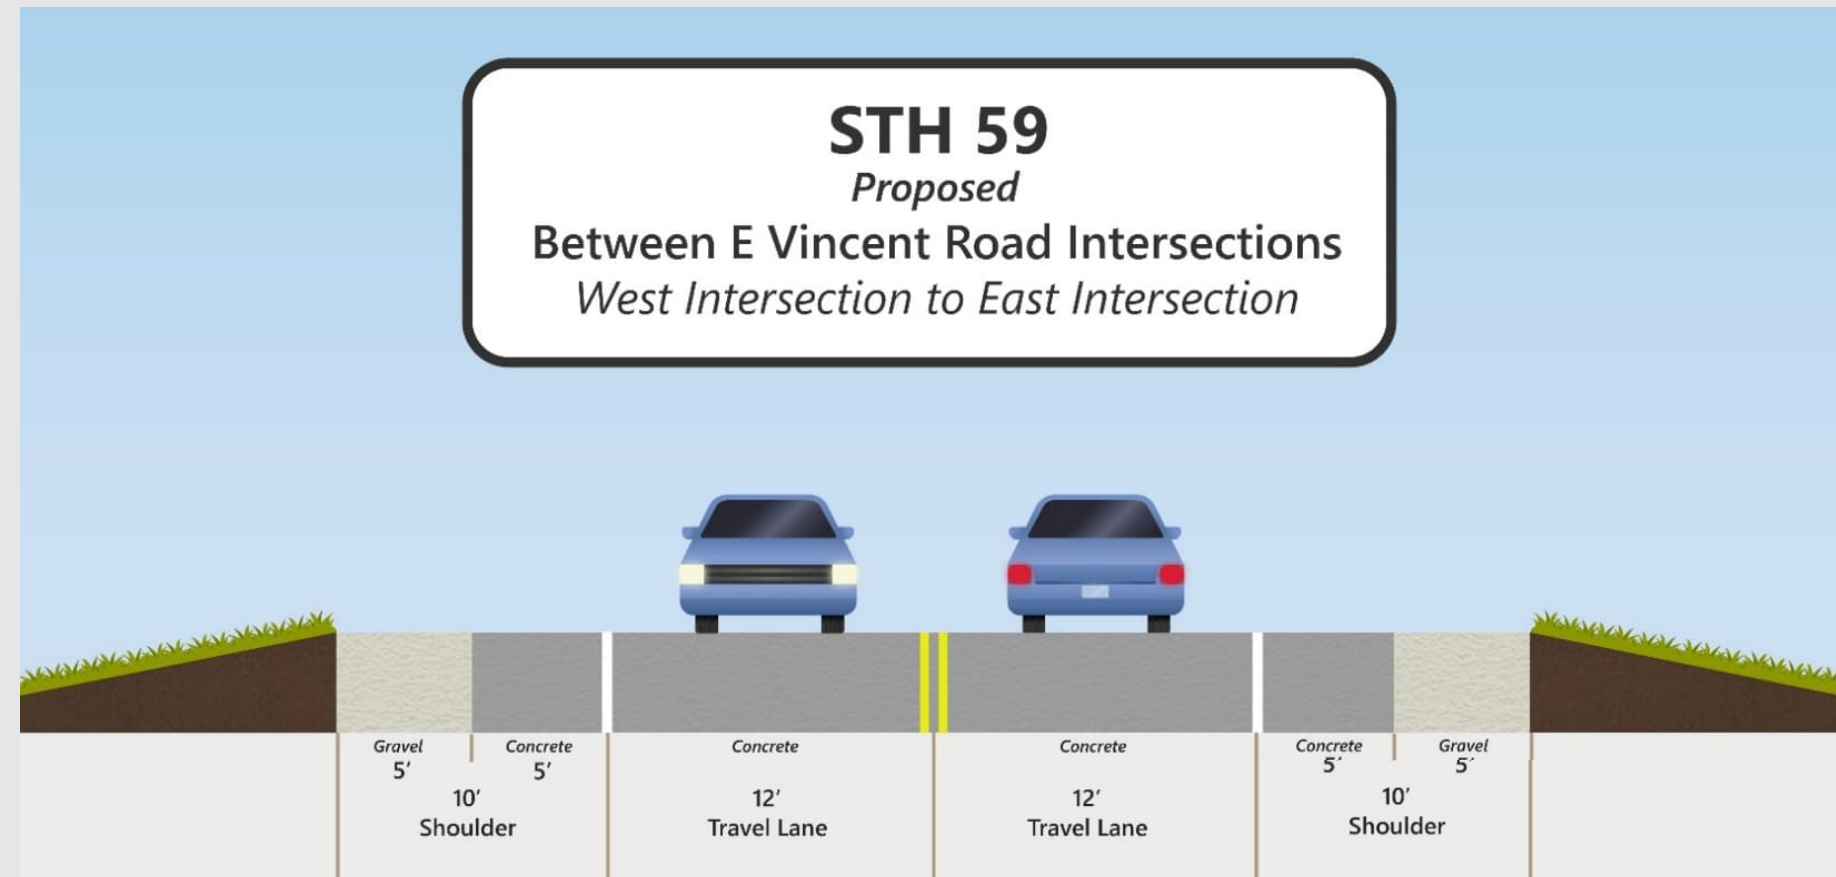 STH 59
Proposed
Between E Vincent Road Intersections
West Intersection to East Intersection
Gravel
5′
Concrete
5′
10′
Shoulder
Concrete
12′
Travel Lane
Concrete
12′
Travel Lane
Concrete
5′
Gravel
5′
10′
Shoulder